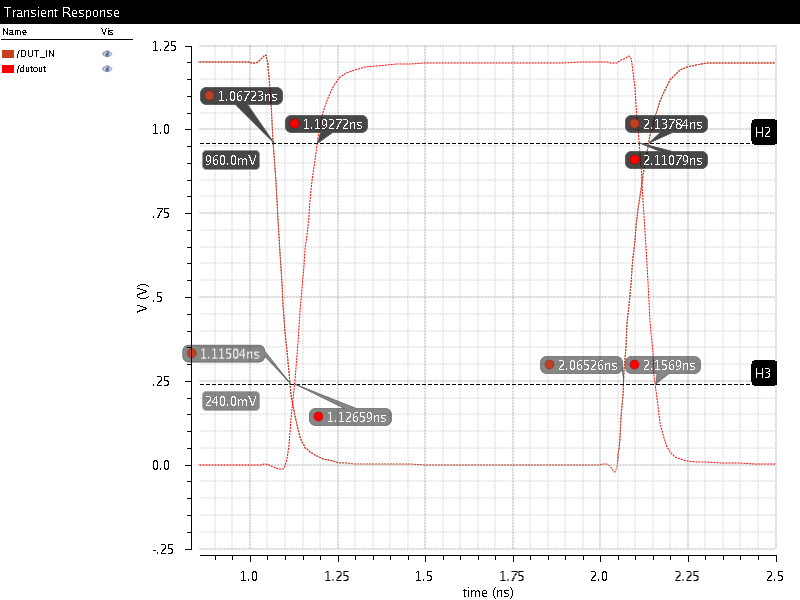 Transient Response
Name Vis
/DUT_IN
/dutout
1.25
1.0
.75
.5
.25
0.0
-.25
V (V)
1.06723ns
1.19272ns
2.13784ns
H2
960.0mV
2.11079ns
1.11504ns
2.06526ns
2.1569ns
H3
240.0mV
1.12659ns
1.0 1.25 1.5 1.75 2.0 2.25 2.5
time (ns)